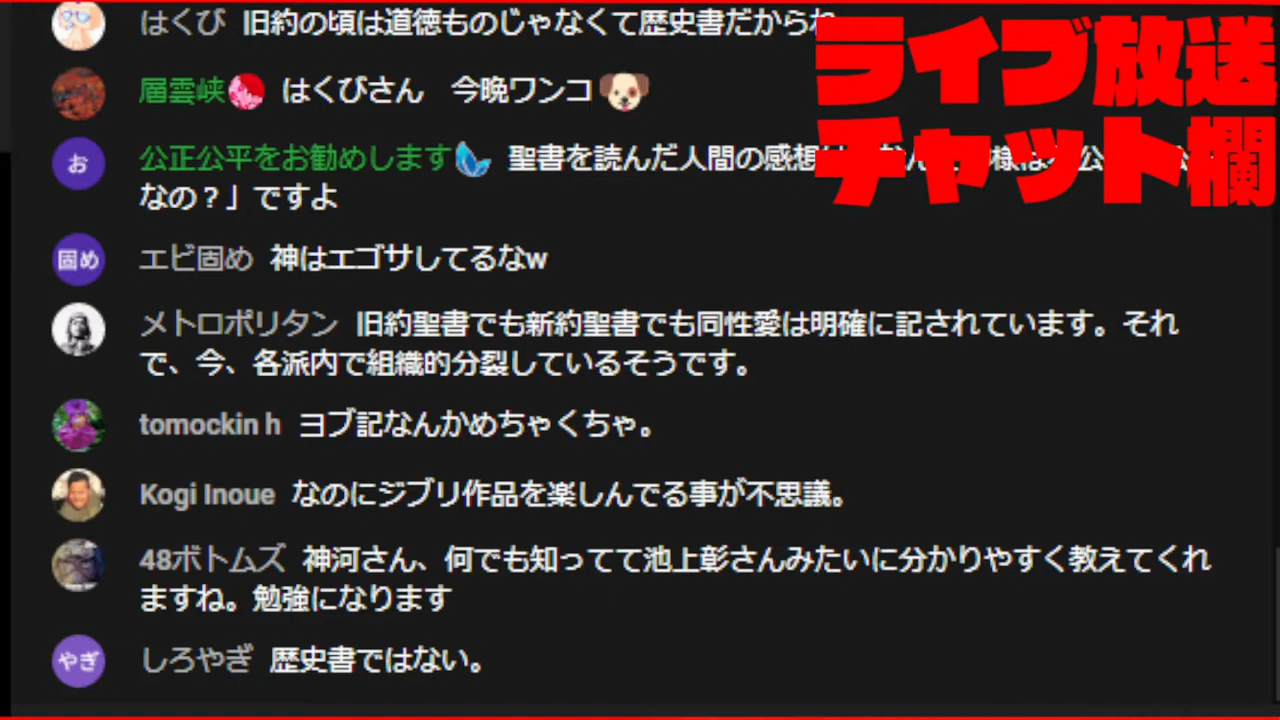 はくび 旧約の頃は道徳ものじゃなくて歴史書だからね
ライブ放送
チャット欄
層雲峡 はくびさん 今晩ワンコ
お 公正公平をお勧めします 聖書を読んだ人間の感想
なの？」ですよ
固め エビ固め 神はエゴサしてるなw
メトロポリタン 旧約聖書でも新約聖書でも同性愛は明確に記されています。それ
で、今、各派内で組織的分裂しているそうです。
tomockin h ヨブ記なんかめちゃくちゃ。
Kogi Inoue なのにジブリ作品を楽しんでる事が不思議。
48ボトムズ 神河さん、何でも知ってて池上彰さんみたいに分かりやすく教えてくれ
ますね。勉強になります
やぎ しろやぎ 歴史書ではない。